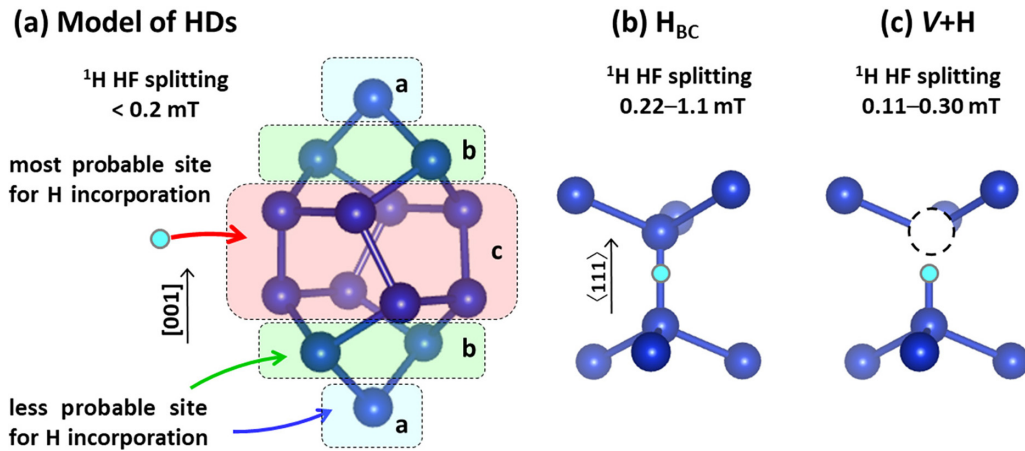 (a) Model of HDs
¹H HF splitting
< 0.2 mT
most probable site
for H incorporation
[001]
less probable site
for H incorporation
a
b
c
b
a
(b) H_BC
¹H HF splitting
0.22–1.1 mT
⟨111⟩
(c) V+H
¹H HF splitting
0.11–0.30 mT